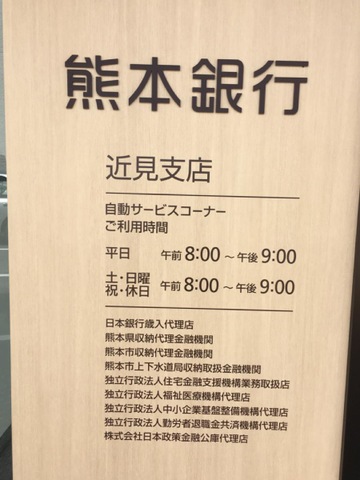 熊本銀行
近見支店
自動サービスコーナー
ご利用時間
平日 午前 8:00 ～ 午後 9:00
土・日曜
祝・休日 午前 8:00 ～ 午後 9:00
日本銀行歳入代理店
熊本県収納代理金融機関
熊本市収納代理金融機関
熊本市上下水道局収納取扱金融機関
独立行政法人住宅金融支援機構業務取扱店
独立行政法人福祉医療機構代理店
独立行政法人中小企業基盤整備機構代理店
独立行政法人勤労者退職金共済機構代理店
株式会社日本政策金融公庫代理店